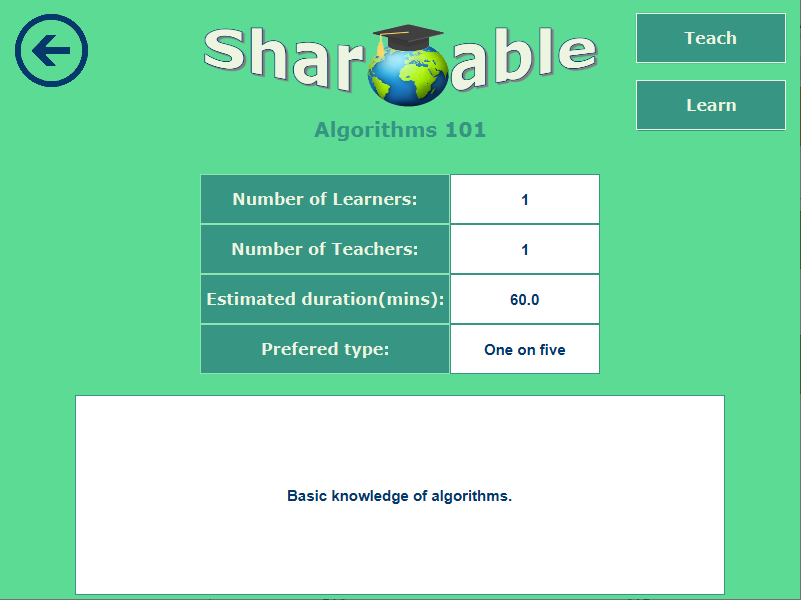 Shar able
Teach
Learn
Algorithms 101
Number of Learners: 1
Number of Teachers: 1
Estimated duration(mins): 60.0
Prefered type: One on five
Basic knowledge of algorithms.